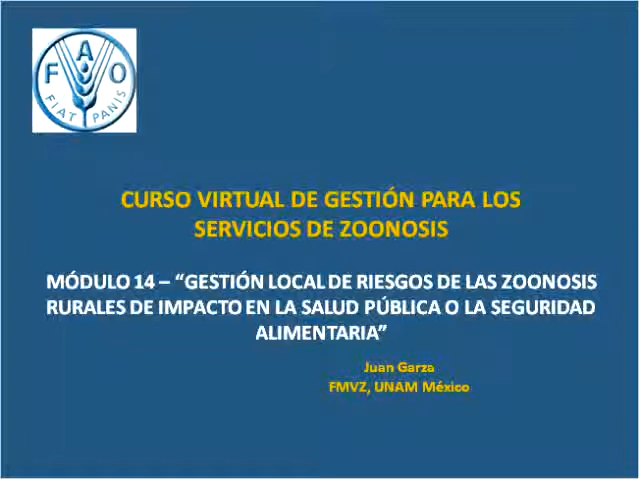 FAO
FIAT PANIS
CURSO VIRTUAL DE GESTIÓN PARA LOS
SERVICIOS DE ZOONOSIS
MÓDULO 14 – “GESTIÓN LOCAL DE RIESGOS DE LAS ZOONOSIS
RURALES DE IMPACTO EN LA SALUD PÚBLICA O LA SEGURIDAD
ALIMENTARIA”
Juan Garza
FMVZ, UNAM México